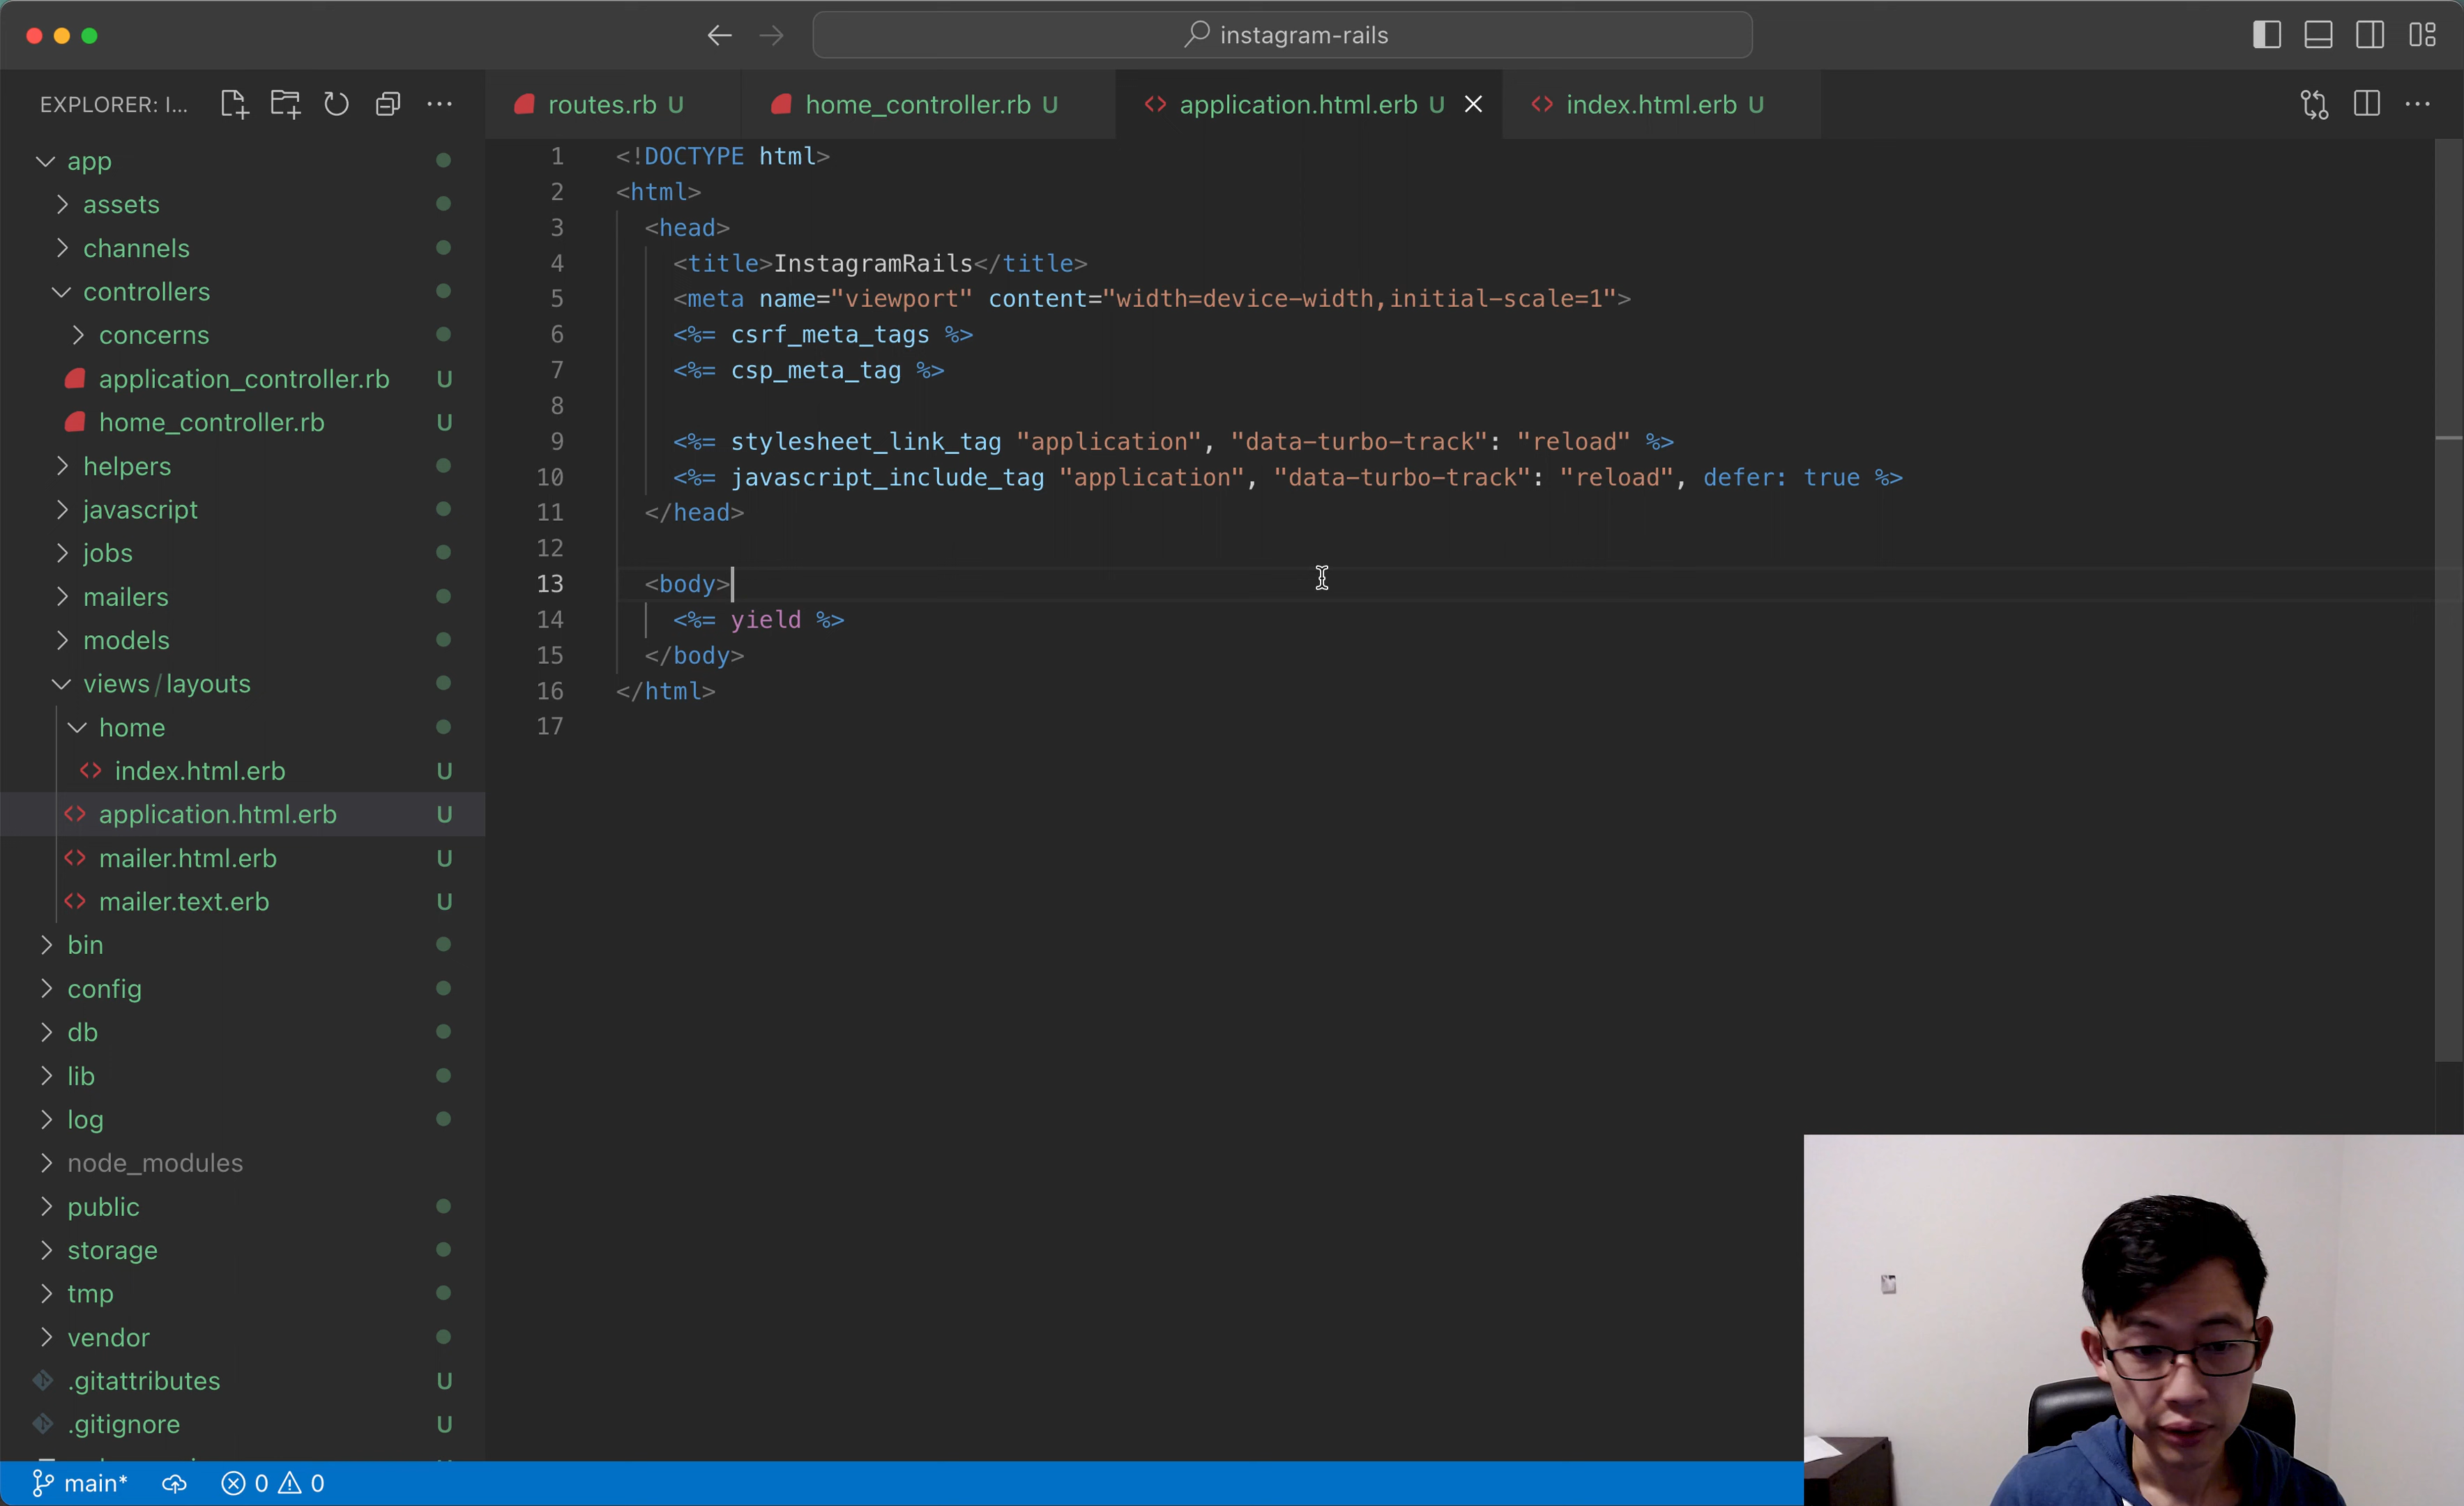 instagram-rails
EXPLORER: I...
routes.rb U
home_controller.rb U
application.html.erb U
index.html.erb U
app
assets
channels
controllers
concerns
application_controller.rb U
home_controller.rb U
helpers
javascript
jobs
mailers
models
views/layouts
home
index.html.erb U
application.html.erb U
mailer.html.erb U
mailer.text.erb U
bin
config
db
lib
log
node_modules
public
storage
tmp
vendor
.gitattributes U
.gitignore U
1 <!DOCTYPE html>
2 <html>
3 <head>
4 <title>InstagramRails</title>
5 <meta name="viewport" content="width=device-width,initial-scale=1">
6 <%= csrf_meta_tags %>
7 <%= csp_meta_tag %>
8
9 <%= stylesheet_link_tag "application", "data-turbo-track": "reload" %>
10 <%= javascript_include_tag "application", "data-turbo-track": "reload", defer: true %>
11 </head>
12
13 <body>
14 <%= yield %>
15 </body>
16 </html>
17
main* 0 0